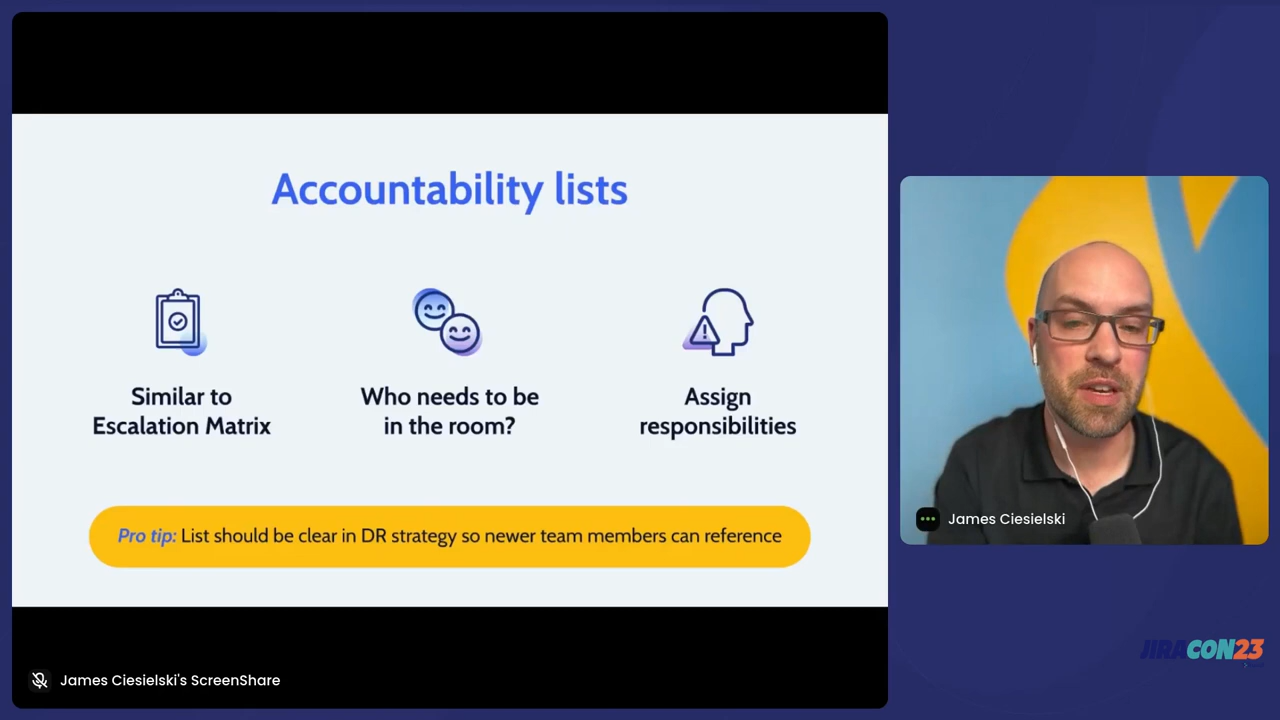 Accountability lists
Similar to
Escalation Matrix
Who needs to be
in the room?
Assign
responsibilities
Pro tip: List should be clear in DR strategy so newer team members can reference
James Ciesielski
James Ciesielski's ScreenShare
JIRACON23